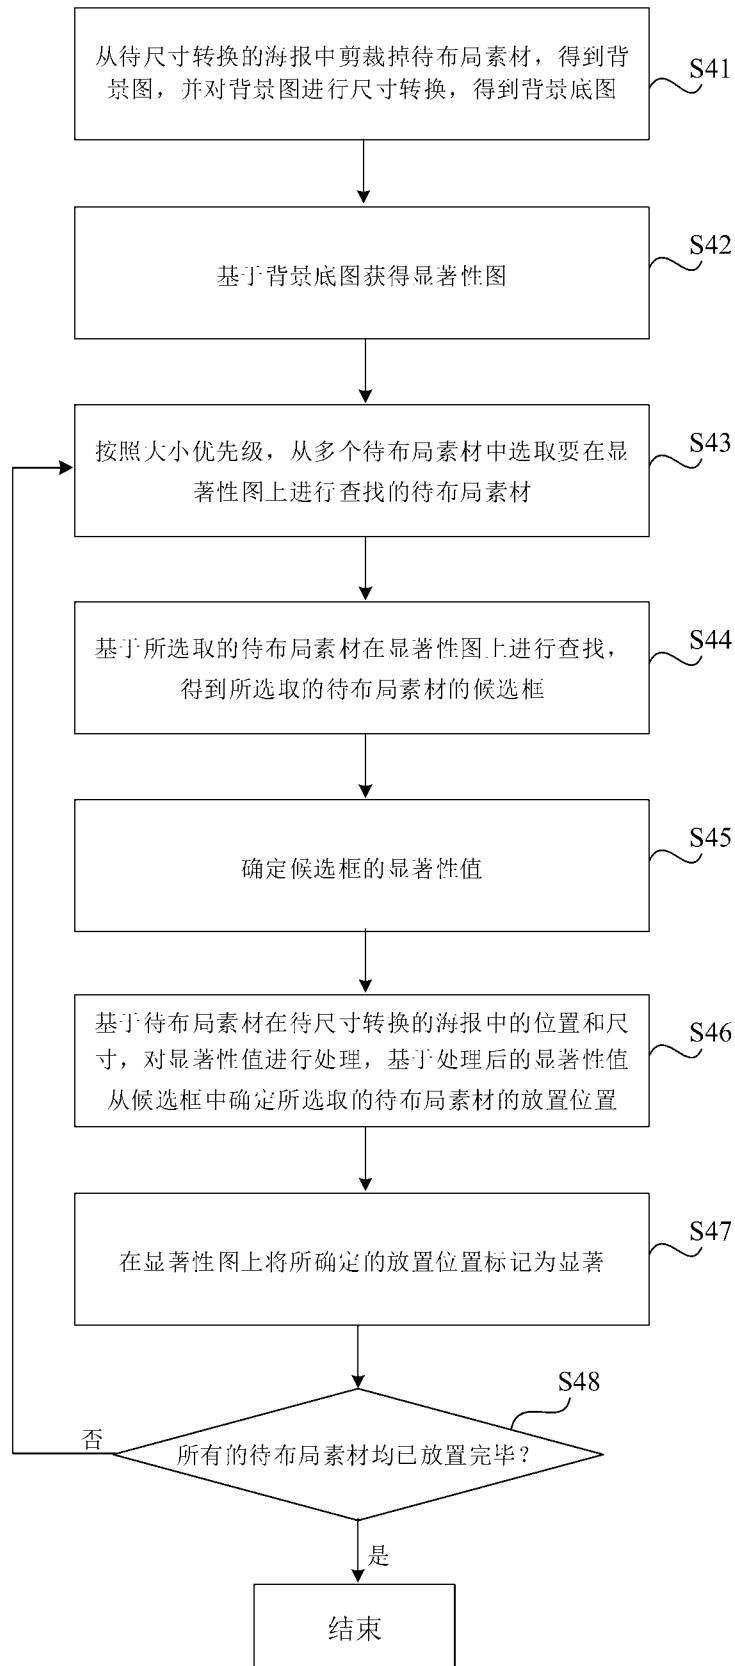 从待尺寸转换的海报中剪裁掉待布局素材，得到背
景图，并对背景图进行尺寸转换，得到背景底图
S41
基于背景底图获得显著性图
S42
按照大小优先级，从多个待布局素材中选取要在显
著性图上进行查找的待布局素材
S43
基于所选取的待布局素材在显著性图上进行查找，
得到所选取的待布局素材的候选框
S44
确定候选框的显著性值
S45
基于待布局素材在待尺寸转换的海报中的位置和尺
寸，对显著性值进行处理，基于处理后的显著性值
从候选框中确定所选取的待布局素材的放置位置
S46
在显著性图上将所确定的放置位置标记为显著
S47
S48
否
所有的待布局素材均已放置完毕？
是
结束